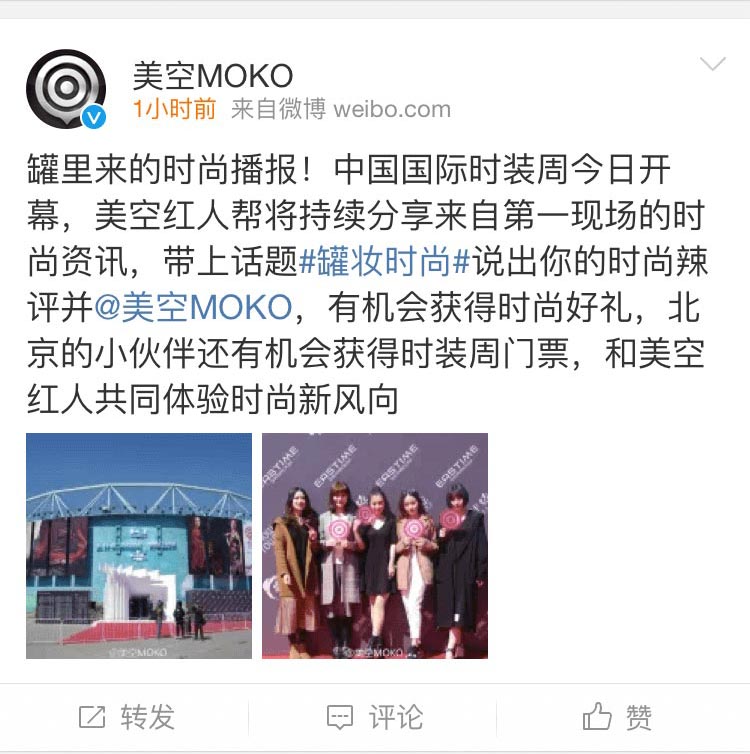 美空MOKO
1小时前 来自微博 weibo.com
罐里来的时尚播报！中国国际时装周今日开
幕，美空红人帮将持续分享来自第一现场的时
尚资讯，带上话题#罐妆时尚#说出你的时尚辣
评并@美空MOKO，有机会获得时尚好礼，北
京的小伙伴还有机会获得时装周门票，和美空
红人共同体验时尚新风向
EASTIME
EASTIME
EASTIME
@美空MOKO
@美空MOKO
转发 评论 赞